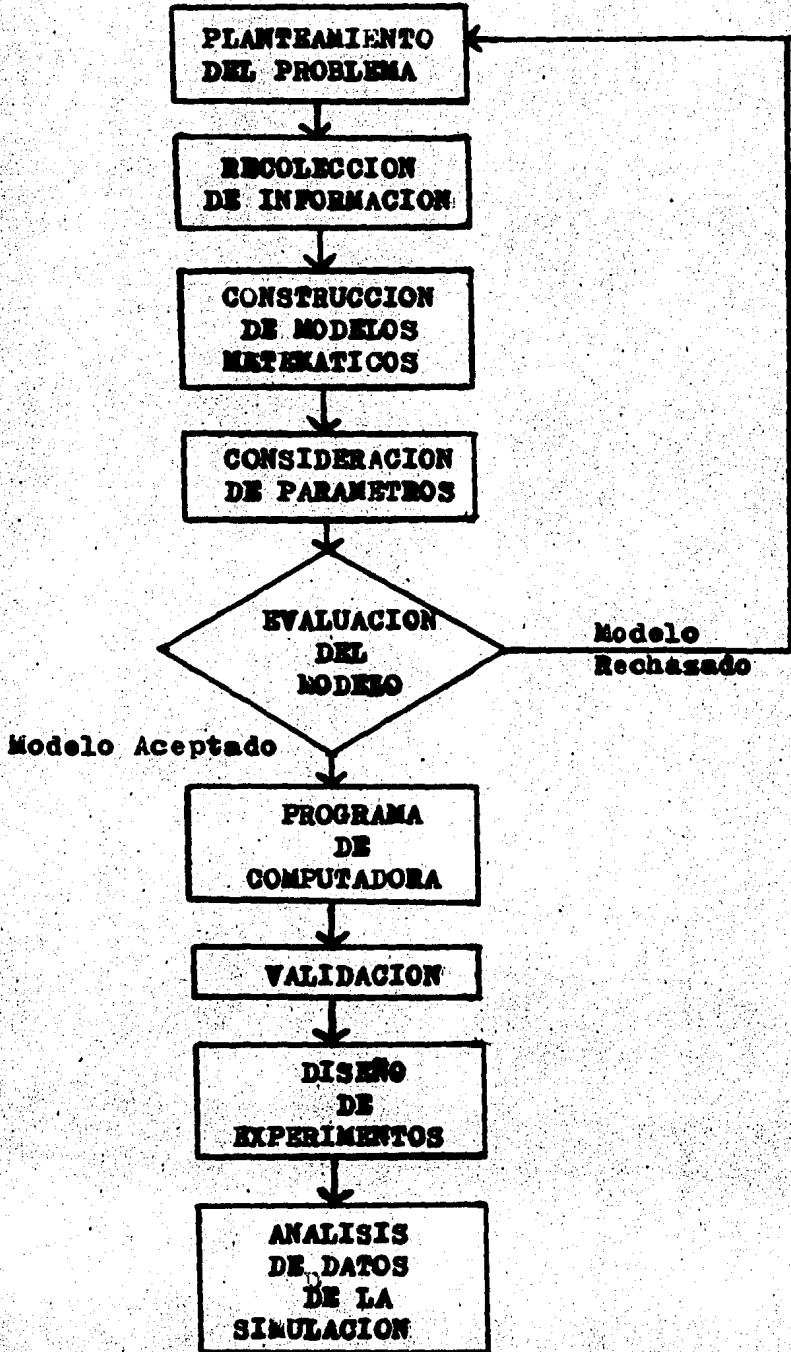 PLANTEAMIENTO
DEL PROBLEMA
RECOLECCION
DE INFORMACION
CONSTRUCCION
DE MODELOS
MATEMATICOS
CONSIDERACION
DE PARAMETROS
EVALUACION
DEL
MODELO
Modelo
Rechazado
Modelo Aceptado
PROGRAMA
DE
COMPUTADORA
VALIDACION
DISEÑO
DE
EXPERIMENTOS
ANALISIS
DE DATOS
DE LA
SIMULACION